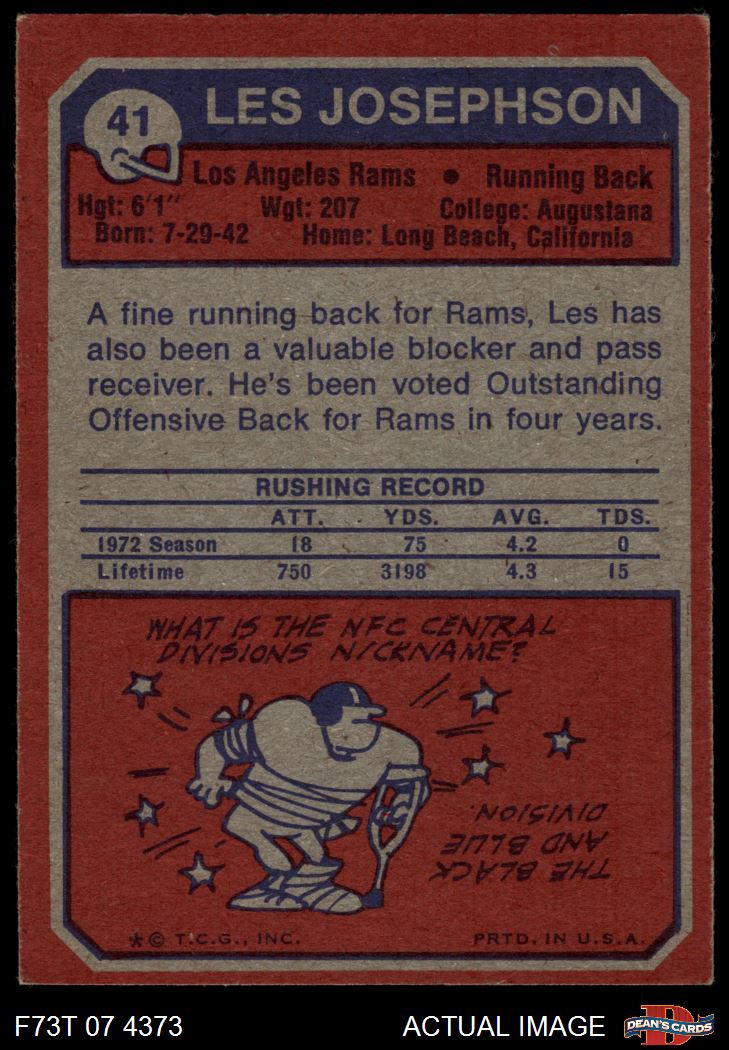 41
LES JOSEPHSON
Los Angeles Rams • Running Back
Hgt: 6'1" Wgt: 207 College: Augustana
Born: 7-29-42 Home: Long Beach, California
A fine running back for Rams, Les has
also been a valuable blocker and pass
receiver. He's been voted Outstanding
Offensive Back for Rams in four years.
RUSHING RECORD
ATT. YDS. AVG. TDS.
1972 Season 18 75 4.2 0
Lifetime 750 3198 4.3 15
WHAT IS THE NFC CENTRAL
DIVISIONS NICKNAME?
THE BLACK
AND BLUE
DIVISION.
*© T.C.G., INC. PRTD. IN U.S.A.
F73T 07 4373 ACTUAL IMAGE D DEAN'S CARDS